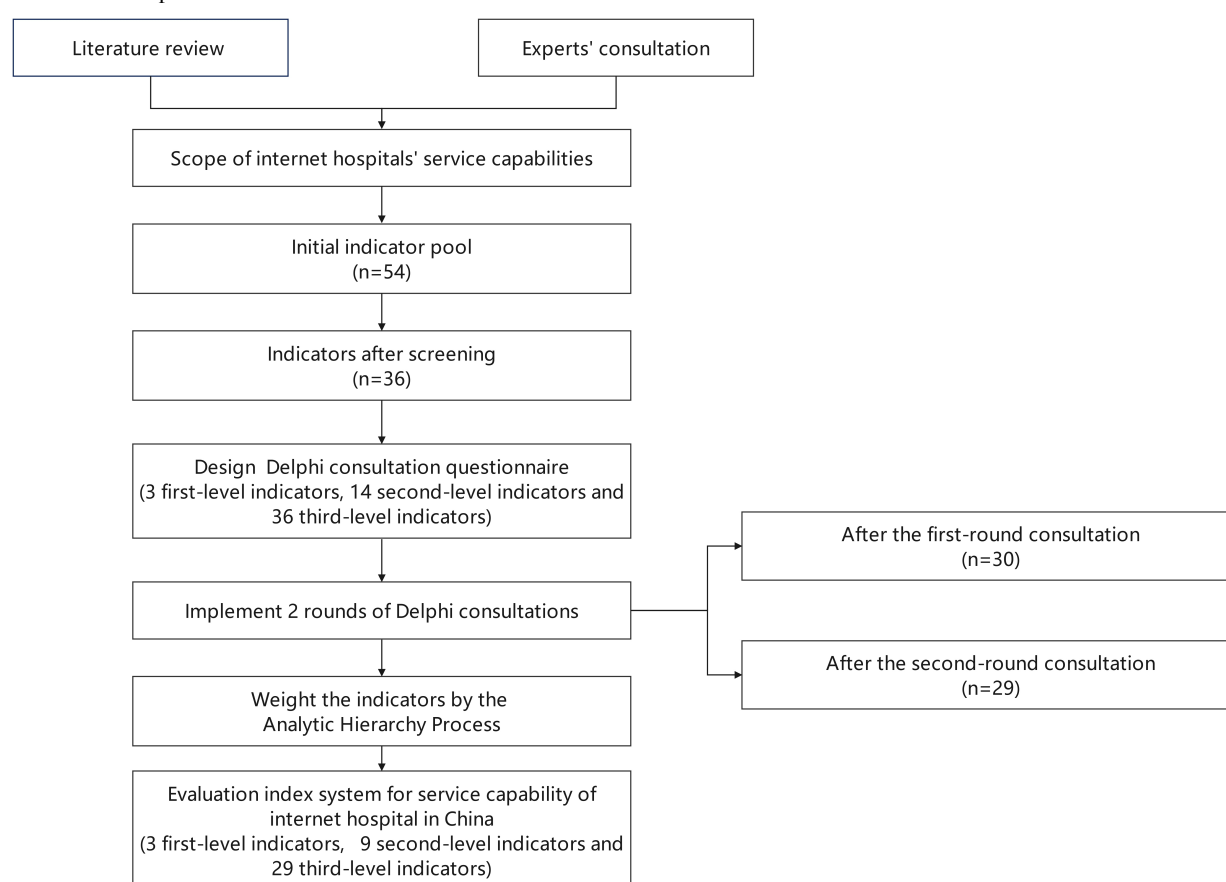 Literature review
Experts' consultation
Scope of internet hospitals' service capabilities
Initial indicator pool
(n=54)
Indicators after screening
(n=36)
Design Delphi consultation questionnaire
(3 first-level indicators, 14 second-level indicators and
36 third-level indicators)
Implement 2 rounds of Delphi consultations
After the first-round consultation
(n=30)
After the second-round consultation
(n=29)
Weight the indicators by the
Analytic Hierarchy Process
Evaluation index system for service capability of
internet hospital in China
(3 first-level indicators, 9 second-level indicators and
29 third-level indicators)